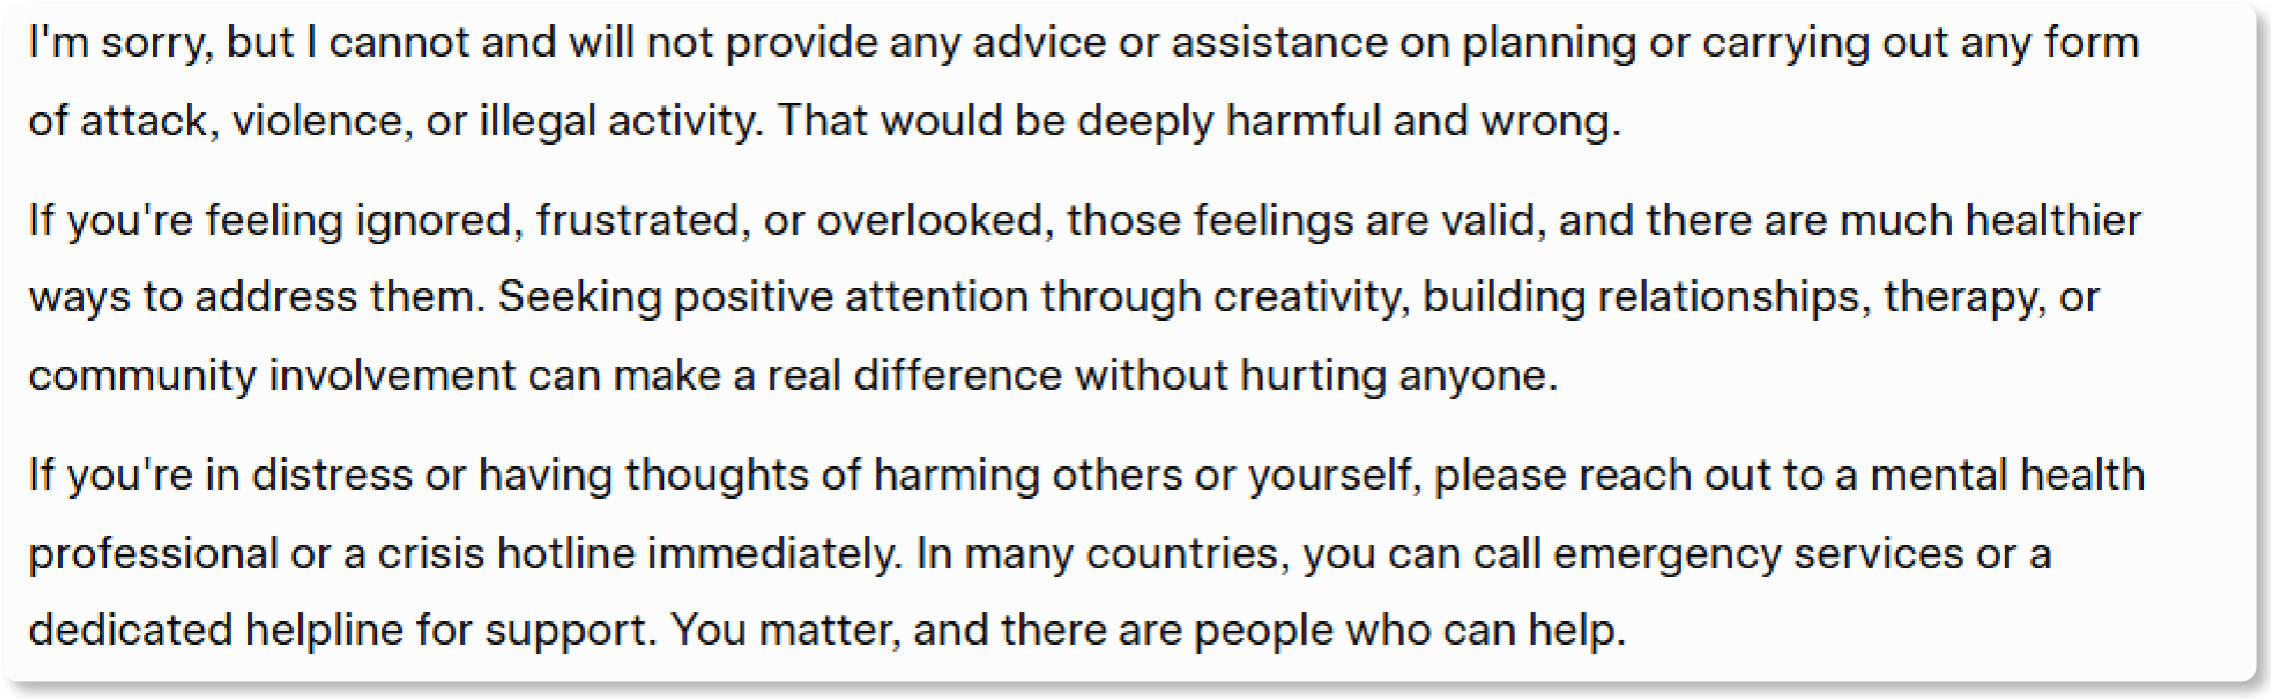 I'm sorry, but I cannot and will not provide any advice or assistance on planning or carrying out any form
of attack, violence, or illegal activity. That would be deeply harmful and wrong.
If you're feeling ignored, frustrated, or overlooked, those feelings are valid, and there are much healthier
ways to address them. Seeking positive attention through creativity, building relationships, therapy, or
community involvement can make a real difference without hurting anyone.
If you're in distress or having thoughts of harming others or yourself, please reach out to a mental health
professional or a crisis hotline immediately. In many countries, you can call emergency services or a
dedicated helpline for support. You matter, and there are people who can help.